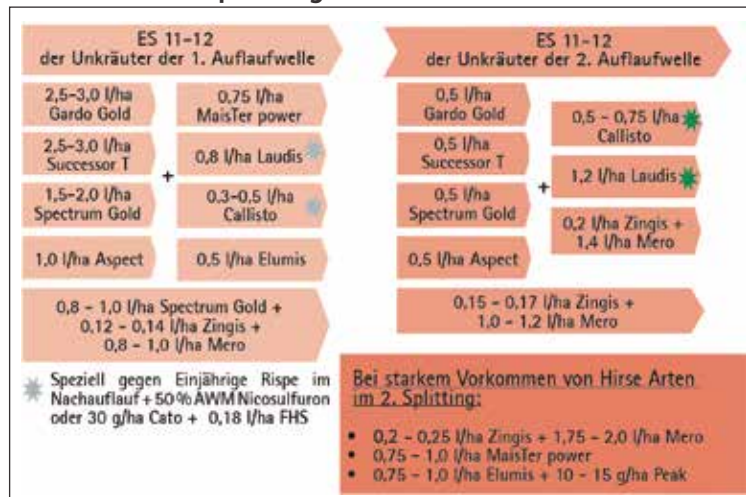 ES 11-12
der Unkräuter der 1. Auflaufwelle
2,5-3,0 l/ha
Gardo Gold
2,5-3,0 l/ha
Successor T
1,5-2,0 l/ha
Spectrum Gold
1,0 l/ha Aspect
+
0,75 l/ha
MaisTer power
0,8 l/ha Laudis
0,3-0,5 l/ha
Callisto
0,5 l/ha Elumis
0,8 - 1,0 l/ha Spectrum Gold +
0,12 - 0,14 l/ha Zingis +
0,8 - 1,0 l/ha Mero
Speziell gegen Einjährige Rispe im
Nachauflauf + 50 % AWM Nicosulfuron
oder 30 g/ha Cato + 0,18 l/ha FHS
ES 11-12
der Unkräuter der 2. Auflaufwelle
0,5 l/ha
Gardo Gold
0,5 l/ha
Successor T
0,5 l/ha
Spectrum Gold
0,5 l/ha Aspect
+
0,5 - 0,75 l/ha
Callisto
1,2 l/ha Laudis
0,2 l/ha Zingis +
1,4 l/ha Mero
0,15 - 0,17 l/ha Zingis +
1,0 - 1,2 l/ha Mero
Bei starkem Vorkommen von Hirse Arten
im 2. Splitting:
• 0,2 - 0,25 l/ha Zingis + 1,75 - 2,0 l/ha Mero
• 0,75 - 1,0 l/ha MaisTer power
• 0,75 - 1,0 l/ha Elumis + 10 - 15 g/ha Peak